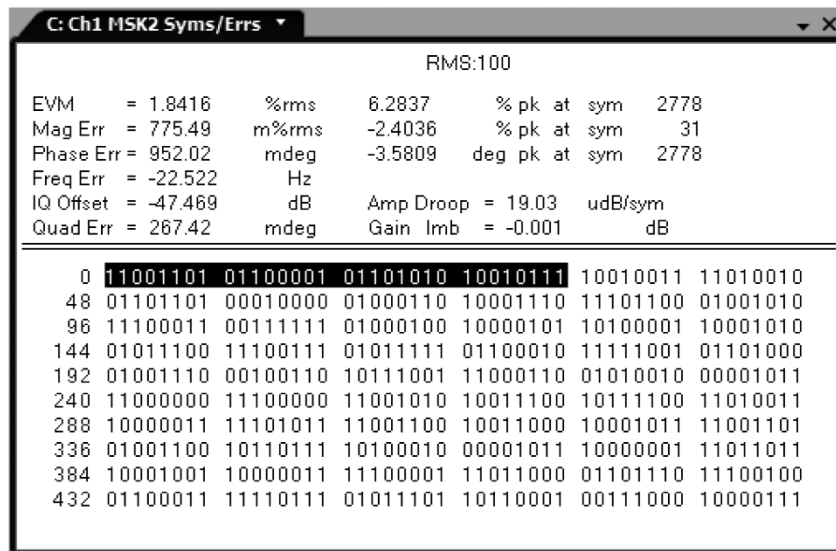 C: Ch1 MSK2 Syms/Errs
RMS:100
EVM = 1.8416 %rms 6.2837 % pk at sym 2778
Mag Err = 775.49 m%rms -2.4036 % pk at sym 31
Phase Err = 952.02 mdeg -3.5809 deg pk at sym 2778
Freq Err = -22.522 Hz
IQ Offset = -47.469 dB Amp Droop = 19.03 udB/sym
Quad Err = 267.42 mdeg Gain Imb = -0.001 dB
0 11001101 01100001 01101010 10010111 10010011 11010010
48 01101101 00010000 01000110 10001110 11101100 01001010
96 11100011 00111111 01000100 10000101 10100001 10001010
144 01011100 11100111 01011111 01100010 11111001 01101000
192 01001110 00100110 10111001 11000110 01010010 00001011
240 11000000 11100000 11001010 10011100 10111100 11010011
288 10000011 11101011 11001100 10011000 10001011 11001101
336 01001100 10110111 10100010 00001011 10000001 11011011
384 10001001 10000011 11100001 11011000 01101110 11100100
432 01100011 11110111 01011101 10110001 00111000 10000111